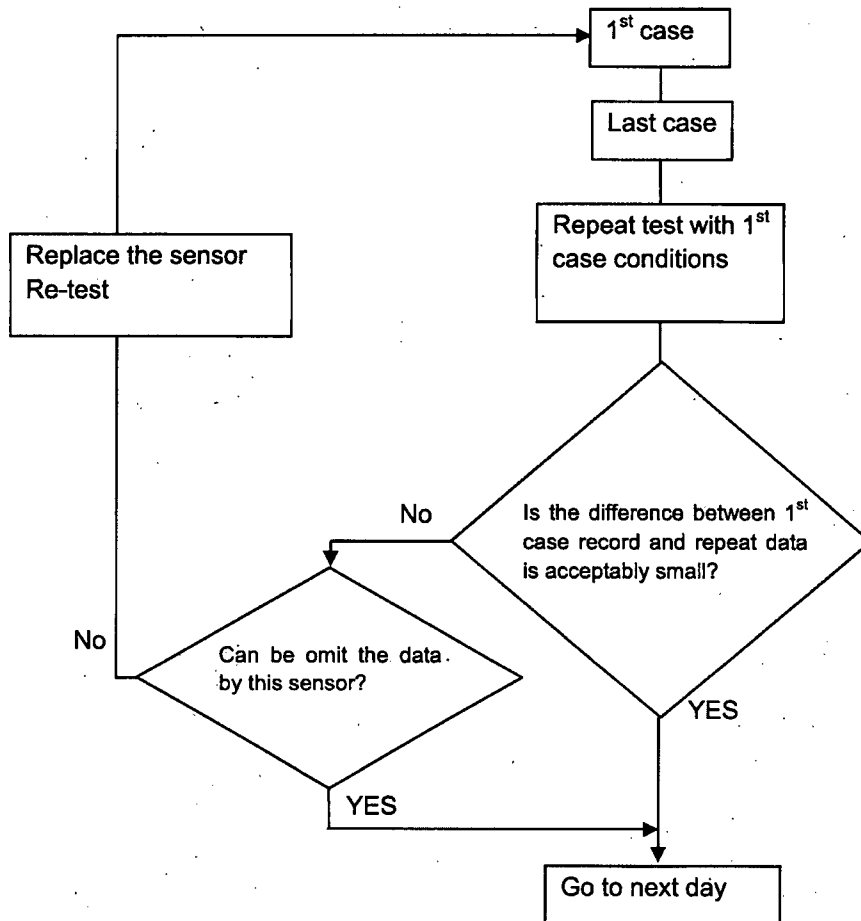 1st case
Last case
Repeat test with 1st
case conditions
Replace the sensor
Re-test
Is the difference between 1st
case record and repeat data
is acceptably small?
No
Can be omit the data
by this sensor?
No
YES
YES
Go to next day